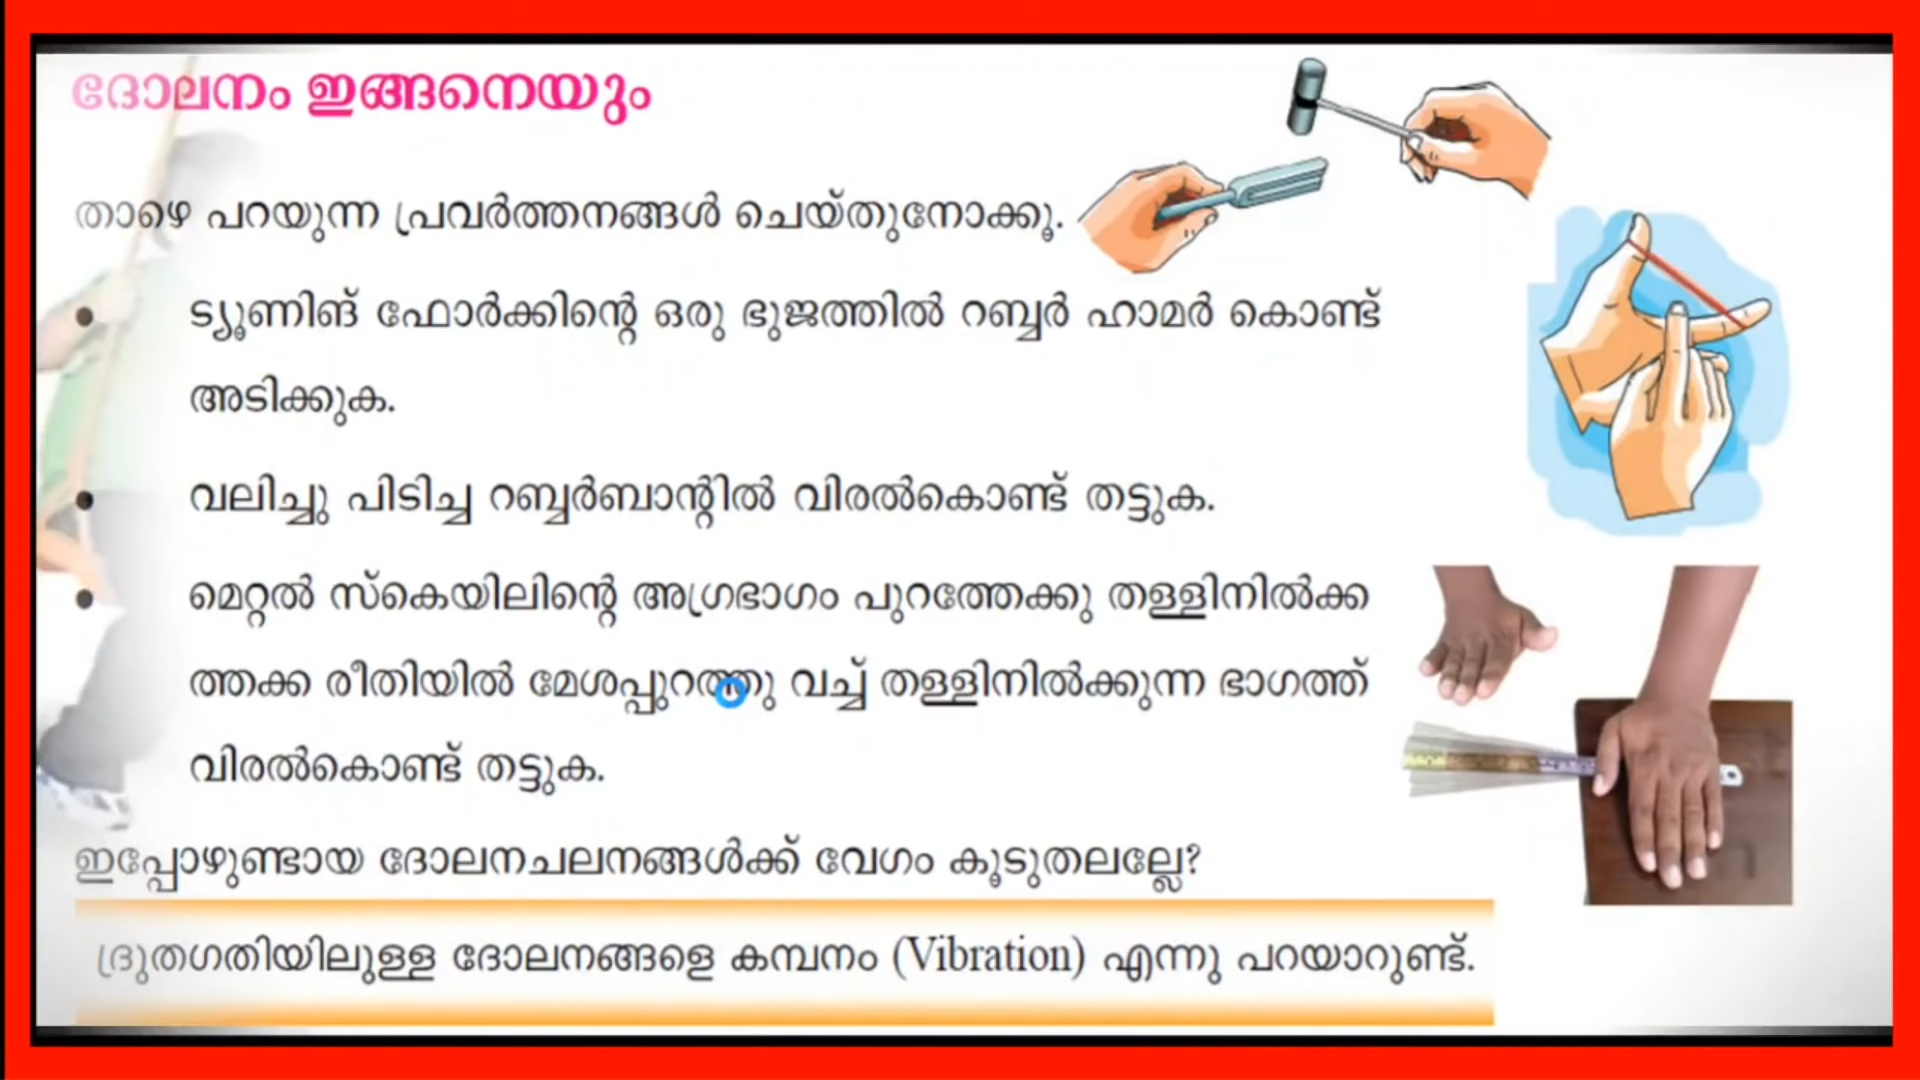 ദോലനം ഇങ്ങനെയും
താഴെ പറയുന്ന പ്രവർത്തനങ്ങൾ ചെയ്തുനോക്കൂ.
• ട്യൂണിങ് ഫോർക്കിന്റെ ഒരു ഭുജത്തിൽ റബ്ബർ ഹാമർ കൊണ്ട്
അടിക്കുക.
• വലിച്ചു പിടിച്ച റബ്ബർബാന്റിൽ വിരൽകൊണ്ട് തട്ടുക.
• മെറ്റൽ സ്കെയിലിന്റെ അഗ്രഭാഗം പുറത്തേക്കു തള്ളിനിൽക്ക
ത്തക്ക രീതിയിൽ മേശപ്പുറത്തു വച്ച് തള്ളിനിൽക്കുന്ന ഭാഗത്ത്
വിരൽകൊണ്ട് തട്ടുക.
ഇപ്പോഴുണ്ടായ ദോലനചലനങ്ങൾക്ക് വേഗം കൂടുതലല്ലേ?
ദ്രുതഗതിയിലുള്ള ദോലനങ്ങളെ കമ്പനം (Vibration) എന്നു പറയാറുണ്ട്.